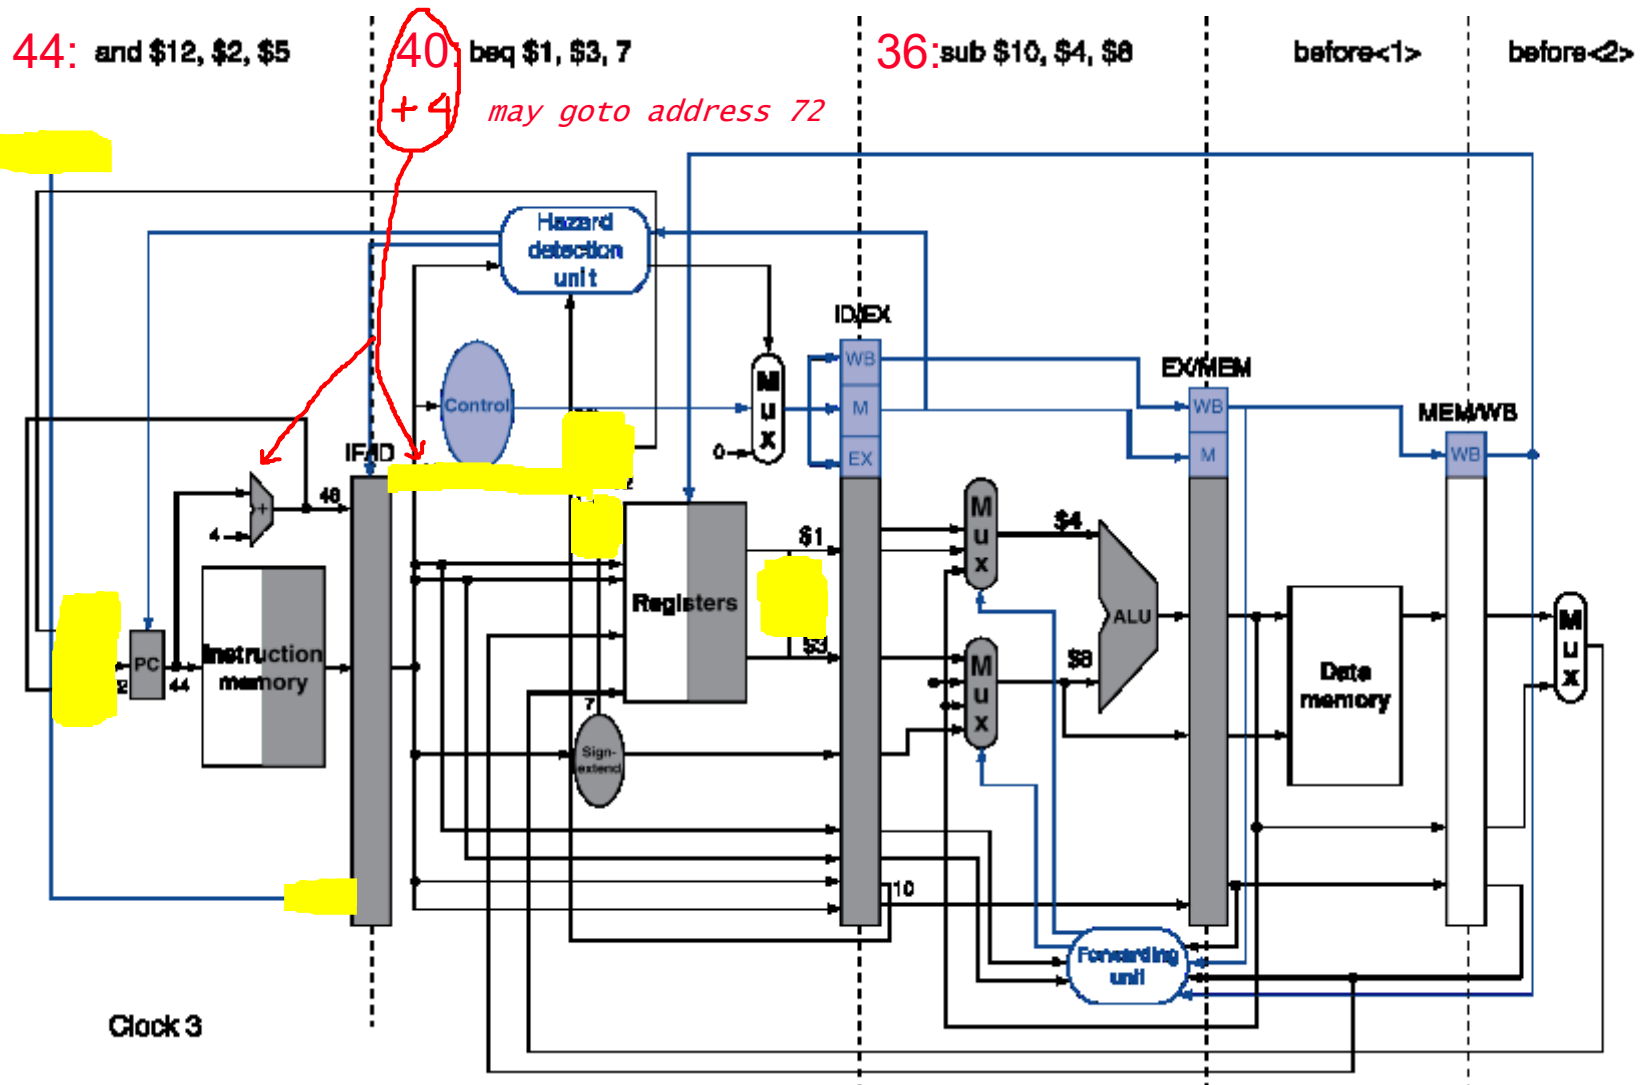 44: and $12, $2, $5
40: beq $1, $3, 7
36: sub $10, $4, $8
before<1>
before<2>
+4
may goto address 72
Hazard
detection
unit
ID/EX
WB
M
EX
EX/MEM
WB
M
MEM/WB
WB
Control
M
u
x
0
IF/ID
48
+
4
M
u
x
$4
$1
Registers
$3
ALU
M
u
x
$8
PC
44
Instruction
memory
Data
memory
M
u
x
7
Sign-
extend
10
Forwarding
unit
Clock 3